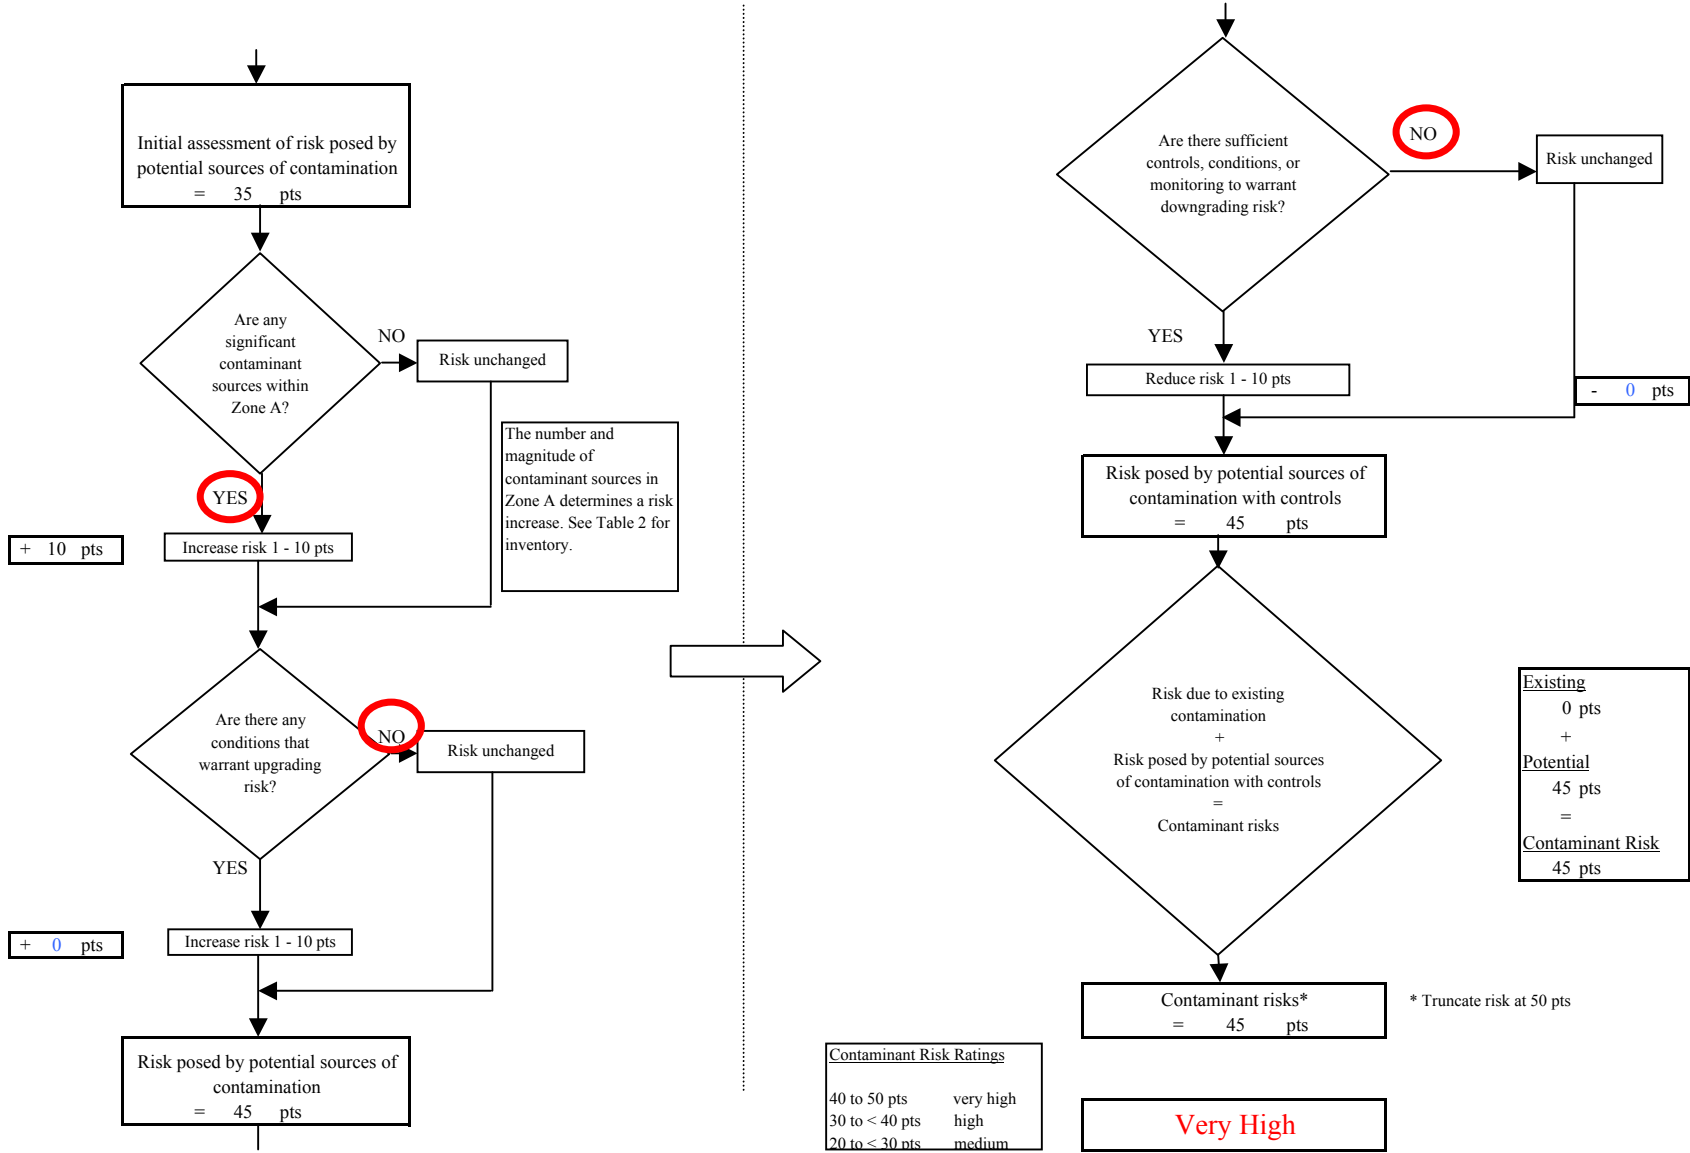 Initial assessment of risk posed by
potential sources of contamination
= 35 pts
Are any
significant
contaminant
sources within
Zone A?
NO
Risk unchanged
The number and
magnitude of
contaminant sources in
Zone A determines a risk
increase. See Table 2 for
inventory.
YES
+ 10 pts
Increase risk 1 - 10 pts
Are there any
conditions that
warrant upgrading
risk?
NO
Risk unchanged
YES
+ 0 pts
Increase risk 1 - 10 pts
Risk posed by potential sources of
contamination
= 45 pts
Are there sufficient
controls, conditions, or
monitoring to warrant
downgrading risk?
NO
Risk unchanged
YES
Reduce risk 1 - 10 pts
- 0 pts
Risk posed by potential sources of
contamination with controls
= 45 pts
Risk due to existing
contamination
+
Risk posed by potential sources
of contamination with controls
=
Contaminant risks
Existing
0 pts
+
Potential
45 pts
=
Contaminant Risk
45 pts
Contaminant risks*
= 45 pts
* Truncate risk at 50 pts
Contaminant Risk Ratings
40 to 50 pts very high
30 to < 40 pts high
20 to < 30 pts medium
Very High